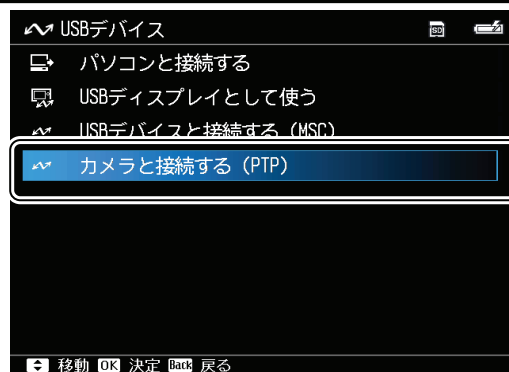 USBデバイス SD
パソコンと接続する
USBディスプレイとして使う
USBデバイスと接続する (MSC)
カメラと接続する (PTP)
移動 OK 決定 Back 戻る